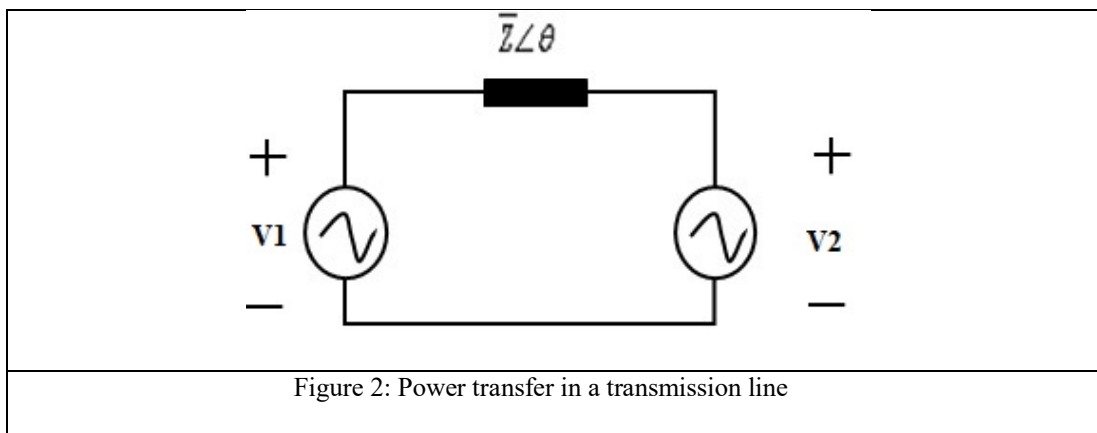 Z̅∠θ
+ +
V1 V2
− −
Figure 2: Power transfer in a transmission line